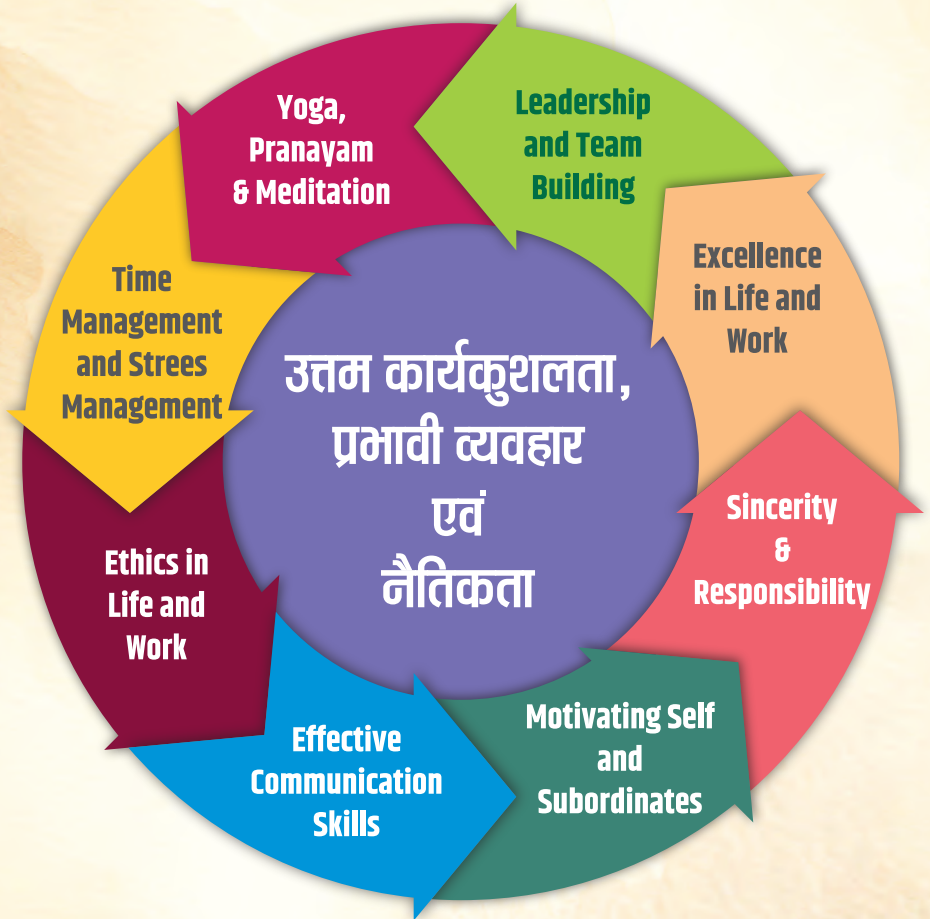 Yoga,
Pranayam
& Meditation
Leadership
and Team
Building
Excellence
in Life and
Work
Time
Management
and Strees
Management
उत्तम कार्यकुशलता,
प्रभावी व्यवहार
एवं
नैतिकता
Sincerity
&
Responsibility
Ethics in
Life and
Work
Motivating Self
and
Subordinates
Effective
Communication
Skills